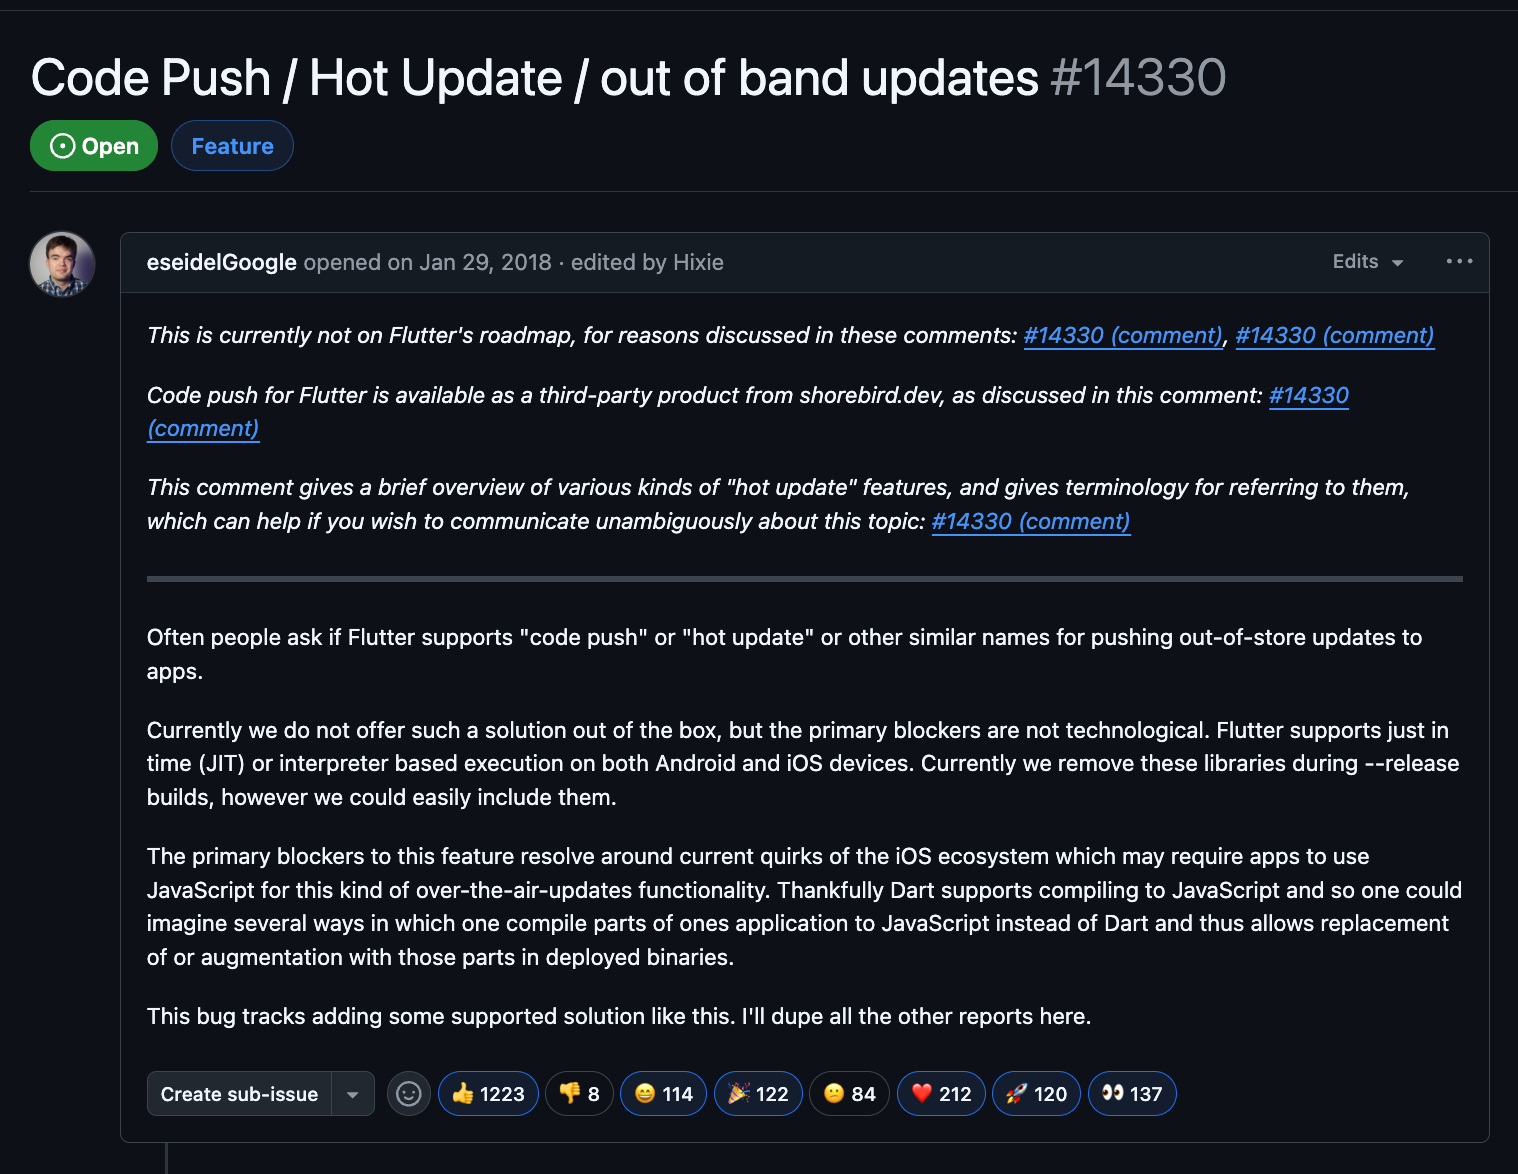 Code Push / Hot Update / out of band updates #14330
Open
Feature
eseidelGoogle opened on Jan 29, 2018 · edited by Hixie
Edits
This is currently not on Flutter's roadmap, for reasons discussed in these comments: #14330 (comment), #14330 (comment)
Code push for Flutter is available as a third-party product from shorebird.dev, as discussed in this comment: #14330
(comment)
This comment gives a brief overview of various kinds of "hot update" features, and gives terminology for referring to them,
which can help if you wish to communicate unambiguously about this topic: #14330 (comment)
Often people ask if Flutter supports "code push" or "hot update" or other similar names for pushing out-of-store updates to
apps.
Currently we do not offer such a solution out of the box, but the primary blockers are not technological. Flutter supports just in
time (JIT) or interpreter based execution on both Android and iOS devices. Currently we remove these libraries during --release
builds, however we could easily include them.
The primary blockers to this feature resolve around current quirks of the iOS ecosystem which may require apps to use
JavaScript for this kind of over-the-air-updates functionality. Thankfully Dart supports compiling to JavaScript and so one could
imagine several ways in which one compile parts of ones application to JavaScript instead of Dart and thus allows replacement
of or augmentation with those parts in deployed binaries.
This bug tracks adding some supported solution like this. I'll dupe all the other reports here.
Create sub-issue
👍 1223
👎 8
😄 114
🎉 122
😕 84
❤️ 212
🚀 120
👀 137